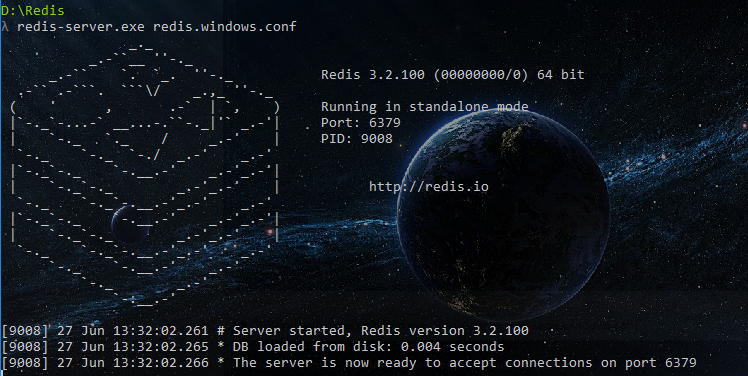 D:\Redis
λ redis-server.exe redis.windows.conf
Redis 3.2.100 (00000000/0) 64 bit
Running in standalone mode
Port: 6379
PID: 9008
http://redis.io
[9008] 27 Jun 13:32:02.261 # Server started, Redis version 3.2.100
[9008] 27 Jun 13:32:02.265 * DB loaded from disk: 0.004 seconds
[9008] 27 Jun 13:32:02.266 * The server is now ready to accept connections on port 6379